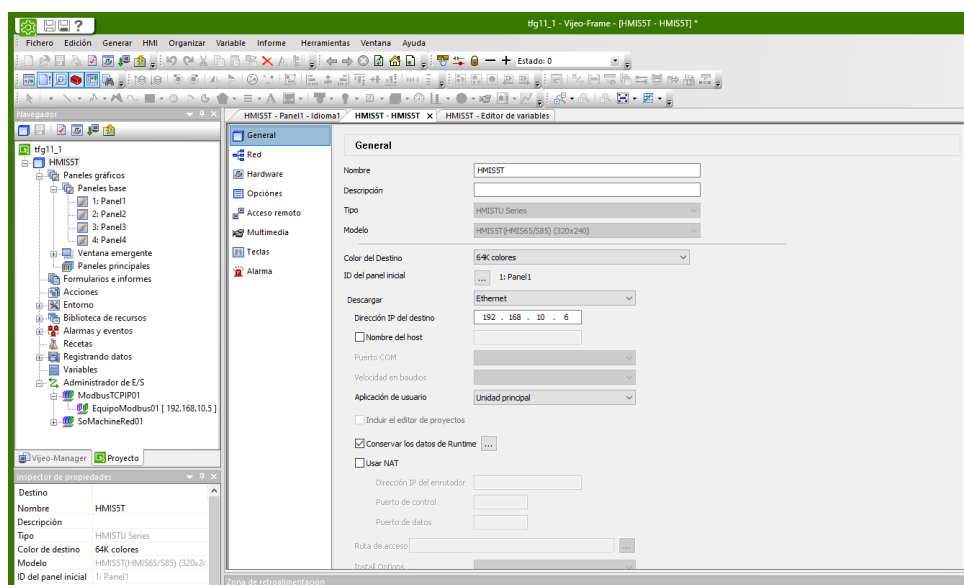 tfg11_1 - Vijeo-Frame - [HMIS5T - HMIS5T] *
Fichero Edición Generar HMI Organizar Variable Informe Herramientas Ventana Ayuda
Estado: 0
Navegador
HMIS5T - Panel1 - Idioma1
HMIS5T - HMIS5T X
HMIS5T - Editor de variables
tfg11_1
HMIS5T
Paneles gráficos
Paneles base
1: Panel1
2: Panel2
3: Panel3
4: Panel4
Ventana emergente
Paneles principales
Formularios e informes
Acciones
Entorno
Biblioteca de recursos
Alarmas y eventos
Recetas
Registrando datos
Variables
Administrador de E/S
ModbusTCPIP01
EquipoModbus01 [ 192.168.10.5 ]
SoMachineRed01
Vijeo-Manager Proyecto
Inspector de propiedades
Destino
Nombre HMIS5T
Descripción
Tipo HMISTU Series
Color de destino 64K colores
Modelo HMIS5T(HMIS65/S85) (320x24
ID del panel inicial 1: Panel1
General
Red
Hardware
Opciónes
Acceso remoto
Multimedia
Teclas
Alarma
General
Nombre HMIS5T
Descripción
Tipo HMISTU Series
Modelo HMIS5T(HMIS65/S85) (320x240)
Color del Destino 64K colores
ID del panel inicial ... 1: Panel1
Descargar Ethernet
Dirección IP del destino 192 . 168 . 10 . 6
Nombre del host
Puerto COM
Velocidad en baudios
Aplicación de usuario Unidad principal
Incluir el editor de proyectos
Conservar los datos de Runtime ...
Usar NAT
Dirección IP del enrutador
Puerto de control
Puerto de datos
Ruta de acceso ...
Install Options
Zona de retroalimentación